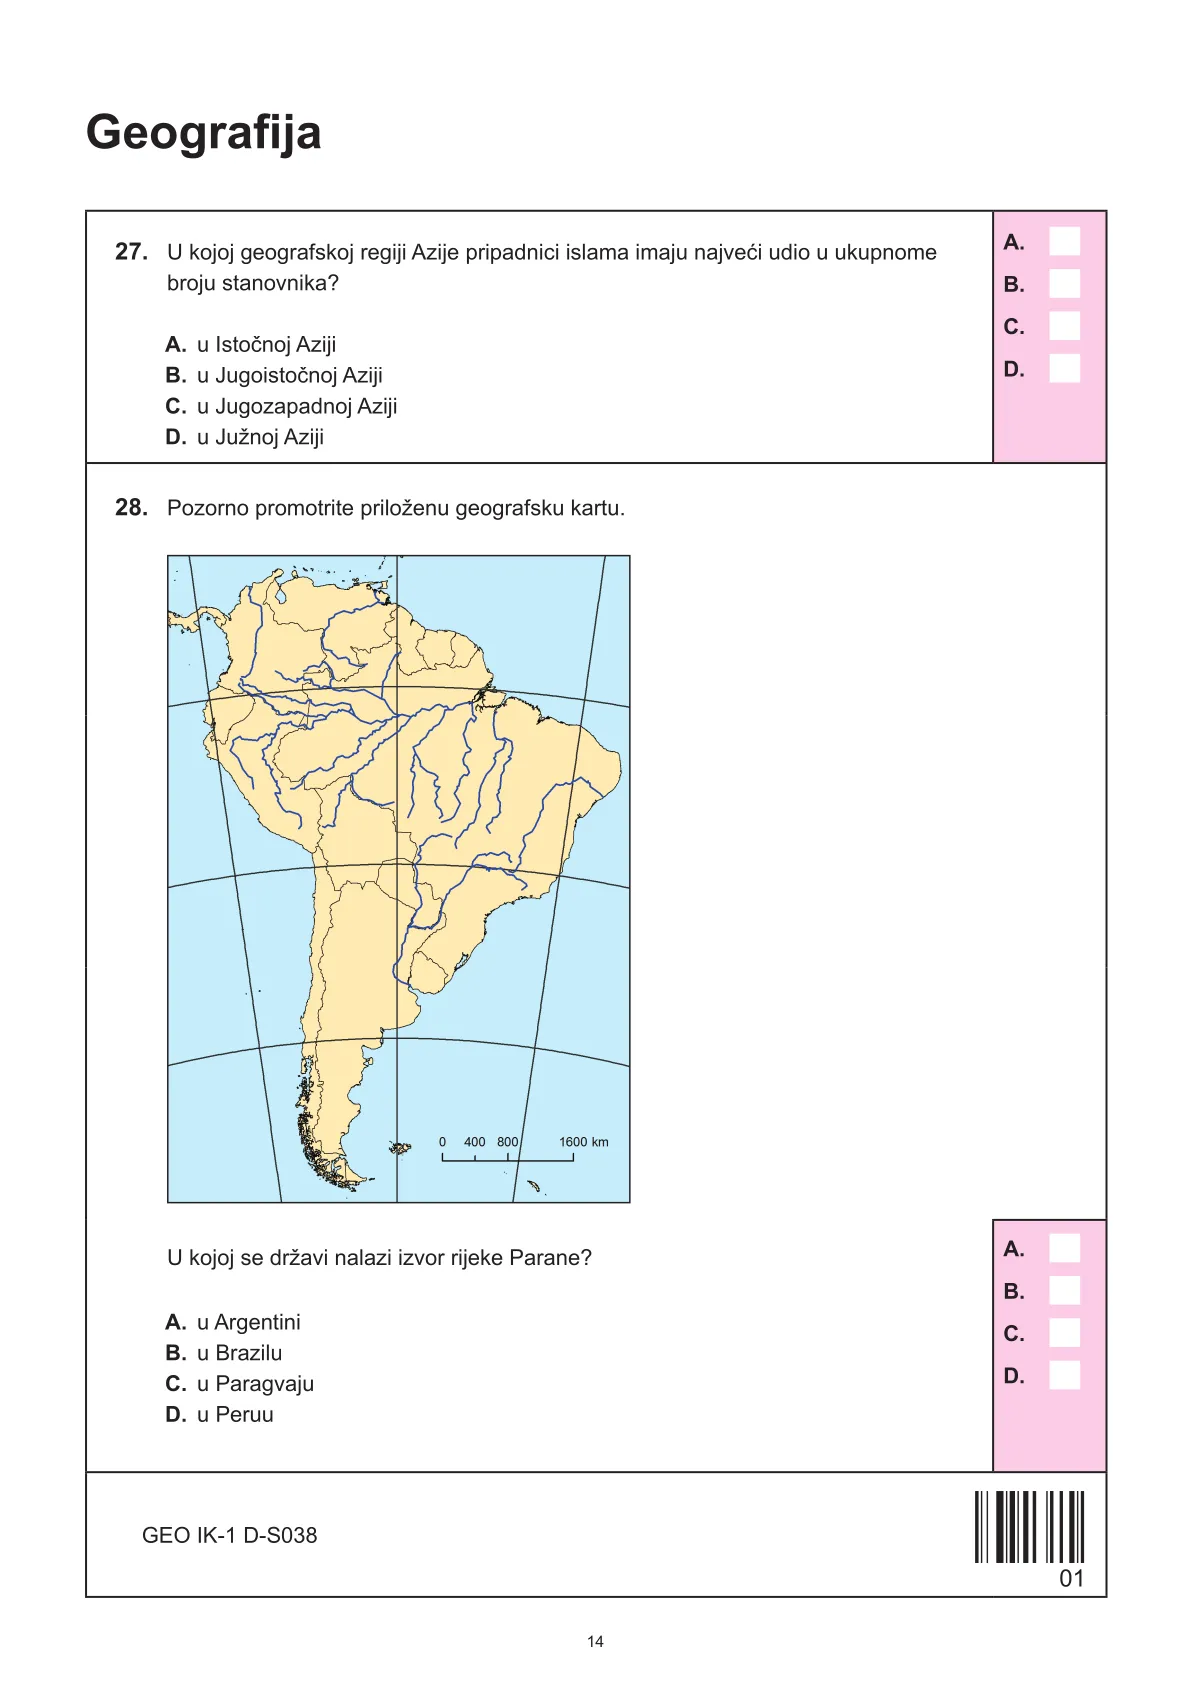 Geografija
27. U kojoj geografskoj regiji Azije pripadnici islama imaju najveći udio u ukupnome
broju stanovnika?
A. u Istočnoj Aziji
B. u Jugoistočnoj Aziji
C. u Jugozapadnoj Aziji
D. u Južnoj Aziji
A.
B.
C.
D.
28. Pozorno promotrite priloženu geografsku kartu.
0 400 800 1600 km
U kojoj se državi nalazi izvor rijeke Parane?
A. u Argentini
B. u Brazilu
C. u Paragvaju
D. u Peruu
A.
B.
C.
D.
GEO IK-1 D-S038
01
14